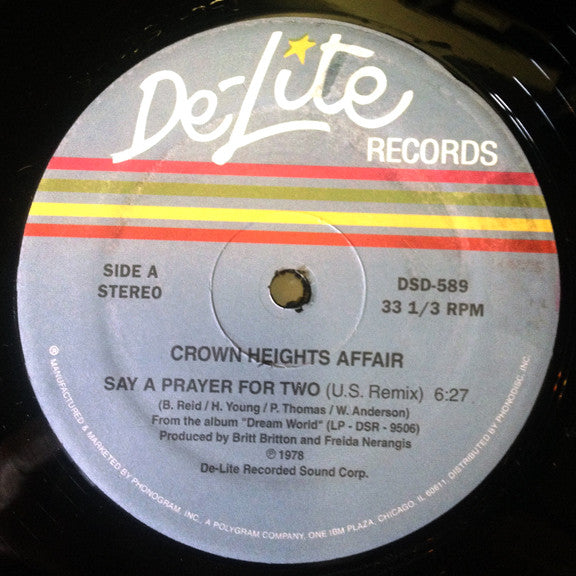 De-Lite
RECORDS
SIDE A
STEREO
DSD-589
33 1/3 RPM
CROWN HEIGHTS AFFAIR
SAY A PRAYER FOR TWO (U.S. Remix) 6:27
(B. Reid/H. Young/P. Thomas/W. Anderson)
From the album "Dream World" (LP - DSR - 9506)
Produced by Britt Britton and Freida Nerangis
℗ 1978
De-Lite Recorded Sound Corp.
® MANUFACTURED & MARKETED BY PHONOGRAM, INC., A POLYGRAM COMPANY, ONE IBM PLAZA, CHICAGO, IL 60611. DISTRIBUTED BY PHONODISC, INC.